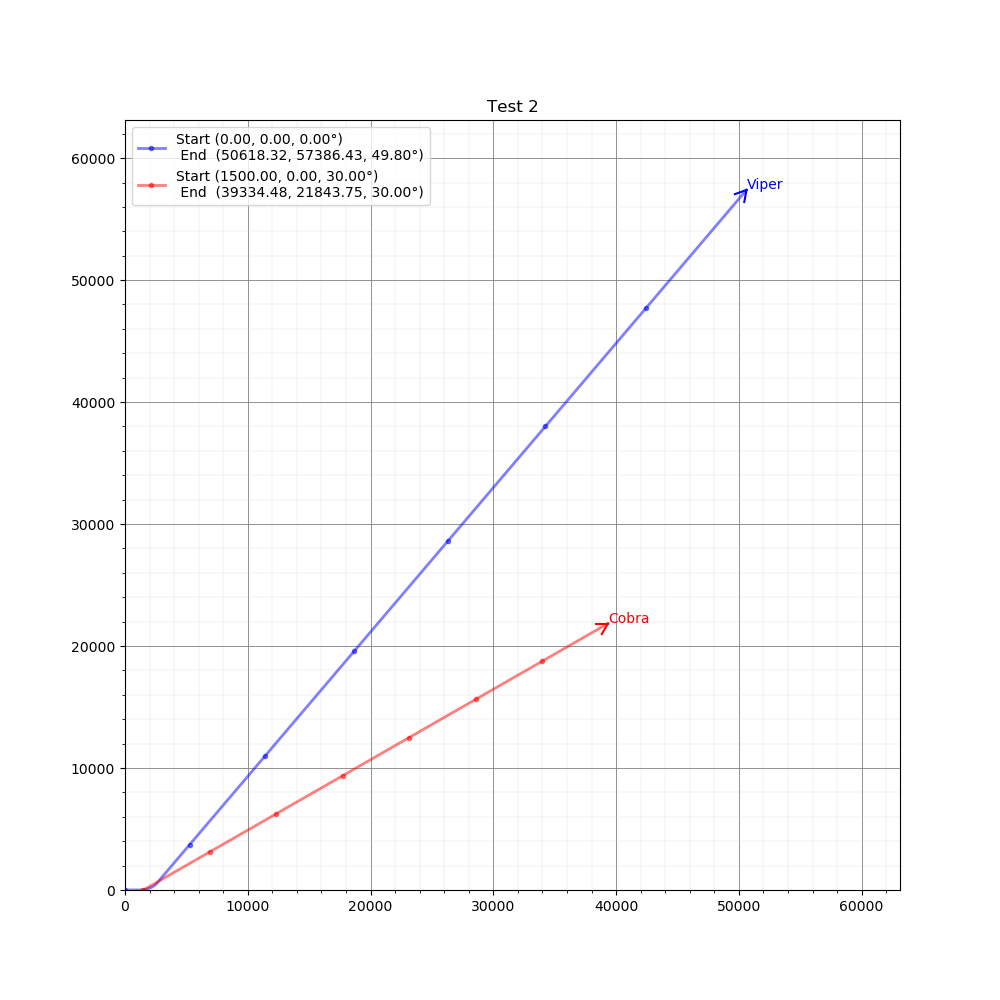 Test 2
Start (0.00, 0.00, 0.00°)
End (50618.32, 57386.43, 49.80°)
Start (1500.00, 0.00, 30.00°)
End (39334.48, 21843.75, 30.00°)
Viper
Cobra
60000
50000
40000
30000
20000
10000
0
0 10000 20000 30000 40000 50000 60000